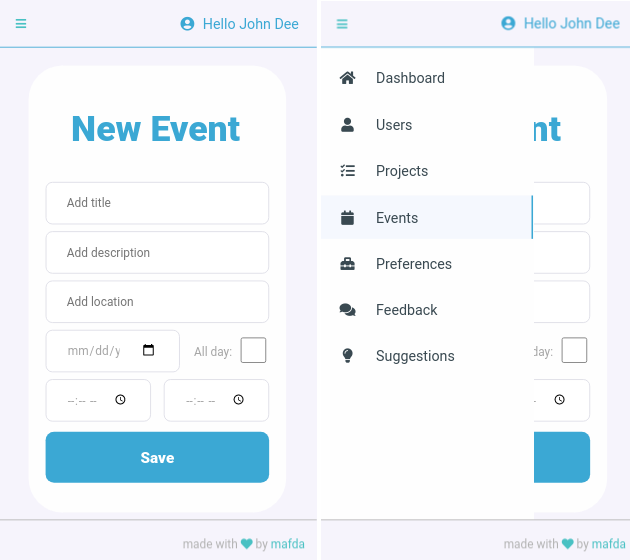 Hello John Dee
New Event
Add title
Add description
Add location
mm/dd/y
All day:
--:-- --
--:-- --
Save
made with by mafda
Hello John Dee
Dashboard
Users
Projects
Events
Preferences
Feedback
Suggestions
nt
day:
made with by mafda